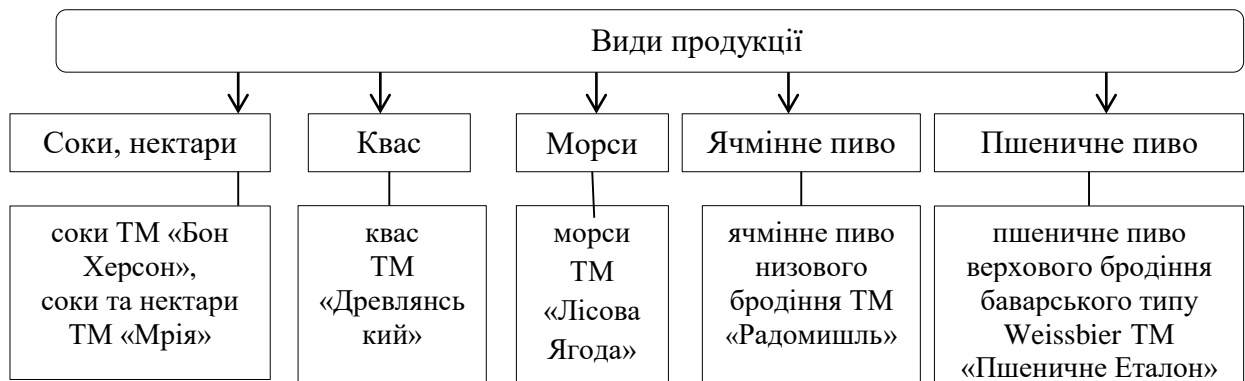 Види продукції
Соки, нектари
Квас
Морси
Ячмінне пиво
Пшеничне пиво
соки ТМ «Бон
Херсон»,
соки та нектари
ТМ «Мрія»
квас
ТМ
«Древлянсь
кий»
морси
ТМ
«Лісова
Ягода»
ячмінне пиво
низового
бродіння ТМ
«Радомишль»
пшеничне пиво
верхового бродіння
баварського типу
Weissbier ТМ
«Пшеничне Еталон»